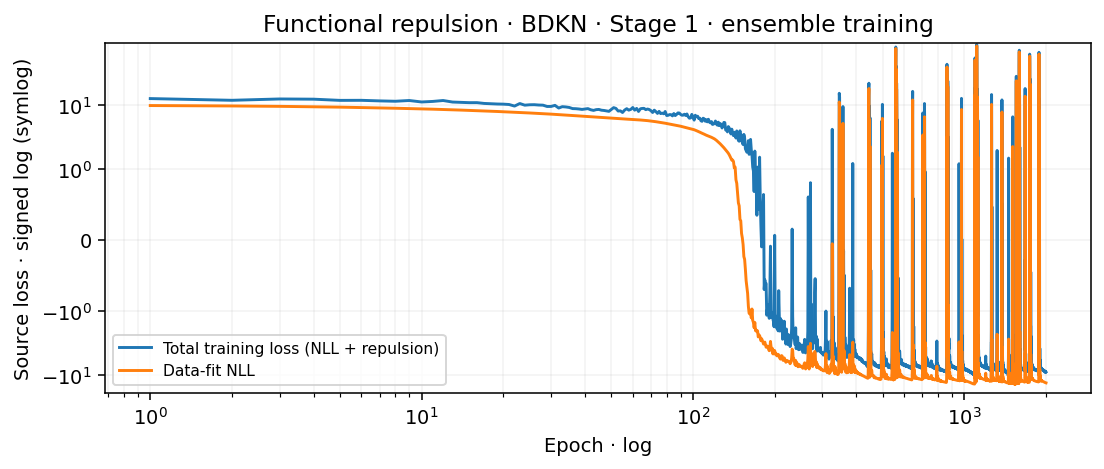 Functional repulsion · BDKN · Stage 1 · ensemble training
Source loss · signed log (symlog)
10¹
10⁰
0
−10⁰
−10¹
Total training loss (NLL + repulsion)
Data-fit NLL
10⁰ 10¹ 10² 10³
Epoch · log